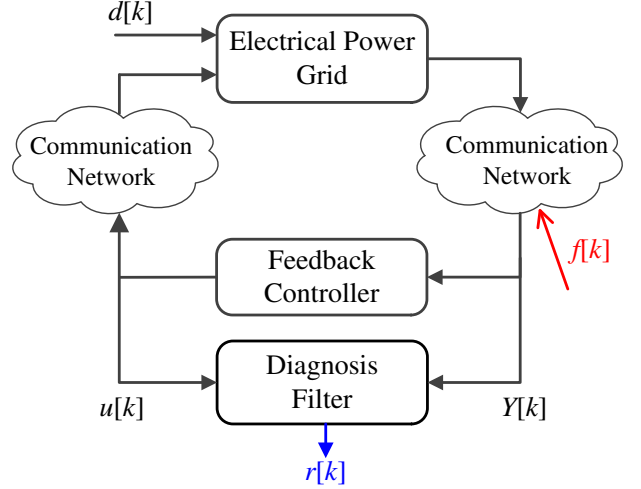 d[k]
Electrical Power
Grid
Communication
Network
Communication
Network
Feedback
Controller
f[k]
Diagnosis
Filter
u[k]
Y[k]
r[k]